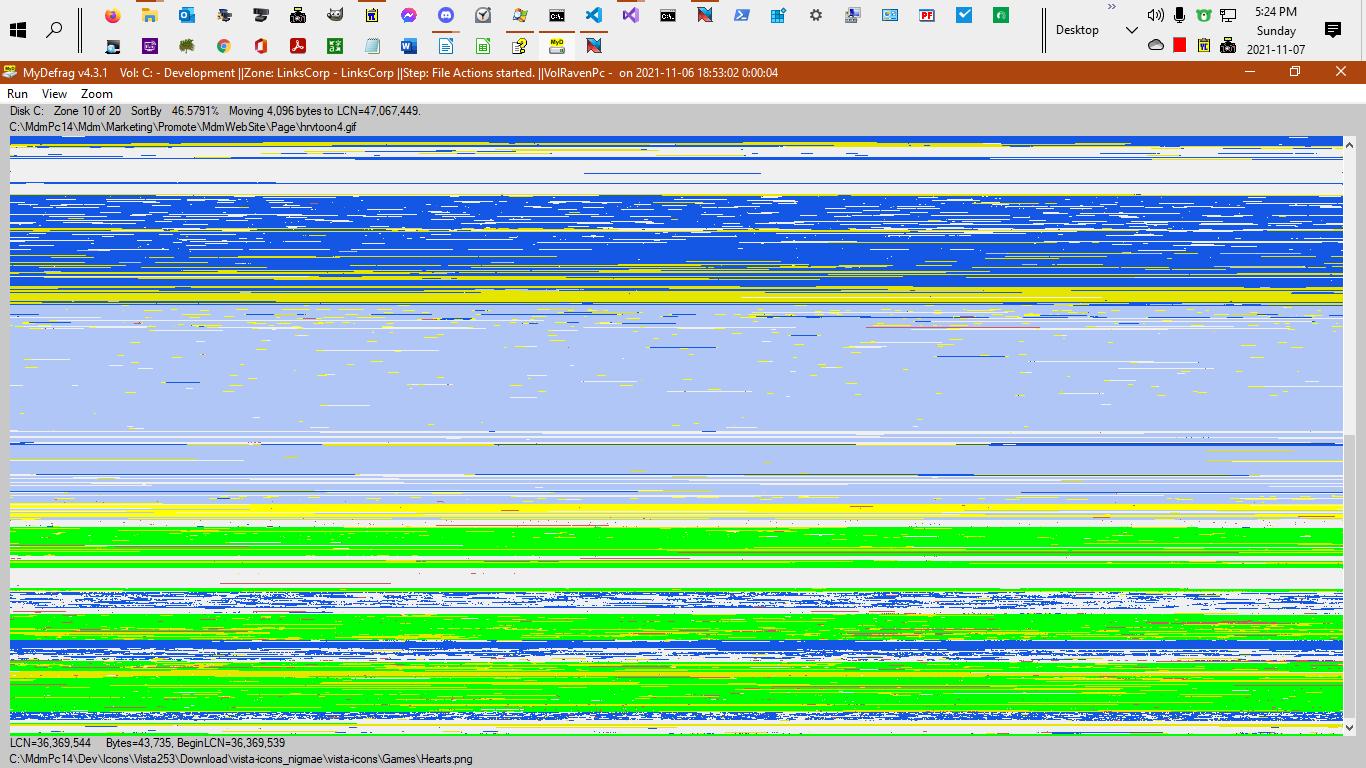 5:24 PM
Desktop
Sunday
2021-11-07
MyDefrag v4.3.1 Vol: C: - Development ||Zone: LinksCorp - LinksCorp ||Step: File Actions started. ||VolRavenPc - on 2021-11-06 18:53:02 0:00:04
Run View Zoom
Disk C: Zone 10 of 20 SortBy 46.5791% Moving 4,096 bytes to LCN=47,067,449.
C:\MdmPc14\Mdm\Marketing\Promote\MdmWebSite\Page\hrvtoon4.gif
LCN=36,369,544 Bytes=43,735, BeginLCN=36,369,539
C:\MdmPc14\Dev\Icons\Vista253\Download\vista-icons_nigmae\vista-icons\Games\Hearts.png